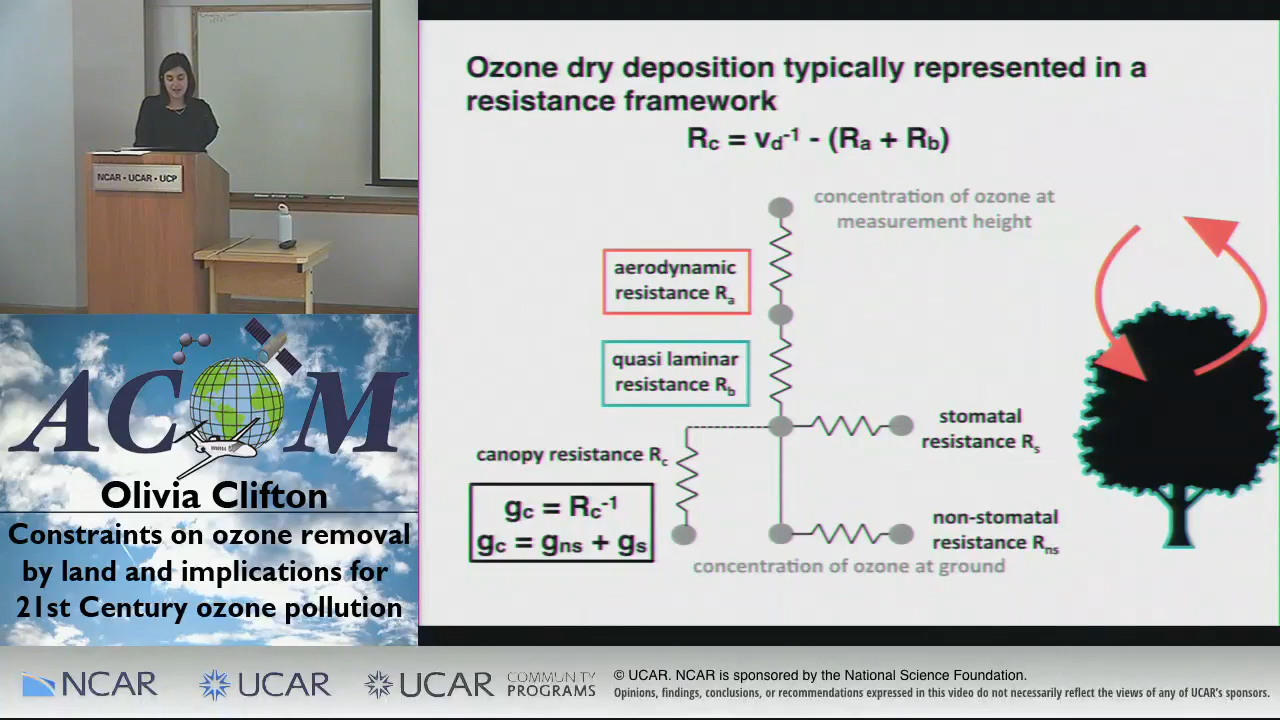 NCAR • UCAR • UCP
ACOM
Olivia Clifton
Constraints on ozone removal
by land and implications for
21st Century ozone pollution
Ozone dry deposition typically represented in a
resistance framework
Rc = vd⁻¹ - (Ra + Rb)
concentration of ozone at
measurement height
aerodynamic
resistance Ra
quasi laminar
resistance Rb
stomatal
resistance Rs
canopy resistance Rc
gc = Rc⁻¹
gc = gns + gs
non-stomatal
resistance Rns
concentration of ozone at ground
NCAR
UCAR
UCAR
COMMUNITY
PROGRAMS
© UCAR. NCAR is sponsored by the National Science Foundation.
Opinions, findings, conclusions, or recommendations expressed in this video do not necessarily reflect the views of any of UCAR's sponsors.